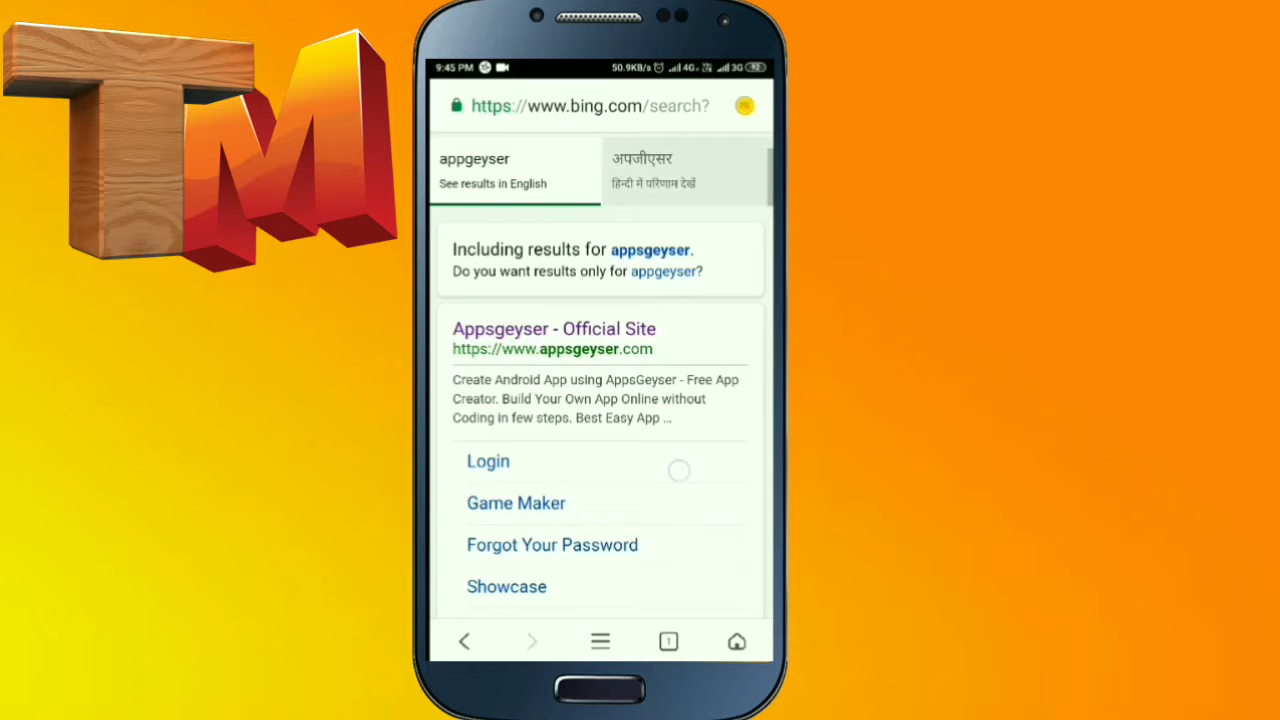 TM
9:45 PM 50.9KB/s 4G 3G 92
https://www.bing.com/search?
appgeyser
See results in English
अपजीएसर
हिन्दी में परिणाम देखें
Including results for appsgeyser.
Do you want results only for appgeyser?
Appsgeyser - Official Site
https://www.appsgeyser.com
Create Android App using AppsGeyser - Free App
Creator. Build Your Own App Online without
Coding in few steps. Best Easy App ...
Login
Game Maker
Forgot Your Password
Showcase
1